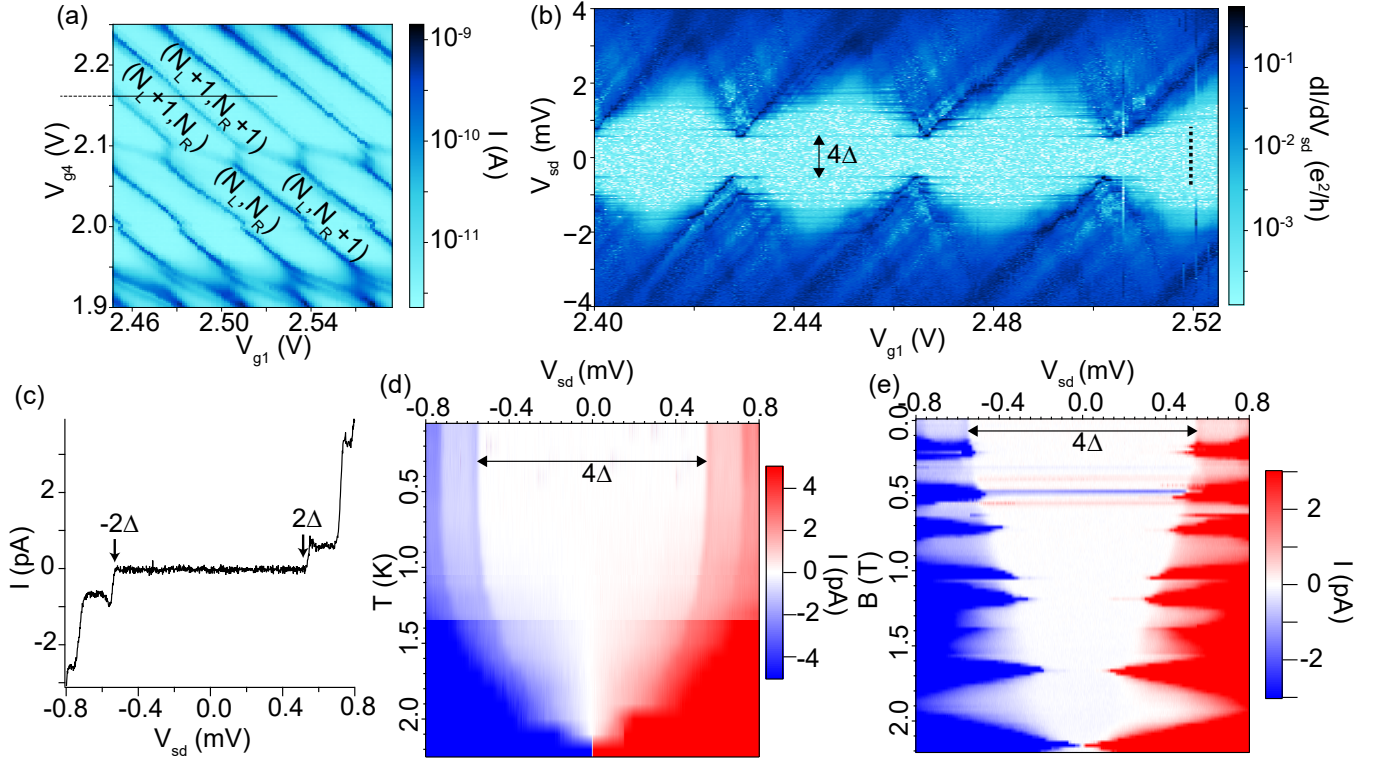 (a)
2.2
2.1
2.0
1.9
V_g4 (V)
2.46
2.50
2.54
V_g1 (V)
(N_L+1,N_R+1)
(N_L+1,N_R)
(N_L,N_R)
(N_L,N_R+1)
10^-9
10^-10
10^-11
I (A)
(b)
4
2
0
−2
−4
V_sd (mV)
4Δ
2.40
2.44
2.48
2.52
V_g1 (V)
10^-1
10^-2
10^-3
dI/dV_sd (e²/h)
(c)
2
0
-2
I (pA)
-2Δ
2Δ
-0.8
-0.4
0.0
0.4
0.8
V_sd (mV)
(d)
V_sd (mV)
-0.8
-0.4
0.0
0.4
0.8
4Δ
0.5
1.0
1.5
2.0
T (K)
4
2
0
-2
-4
I (pA)
(e)
V_sd (mV)
-0.8
-0.4
0.0
0.4
0.8
4Δ
0.0
0.5
1.0
1.5
2.0
B (T)
2
0
-2
I (pA)